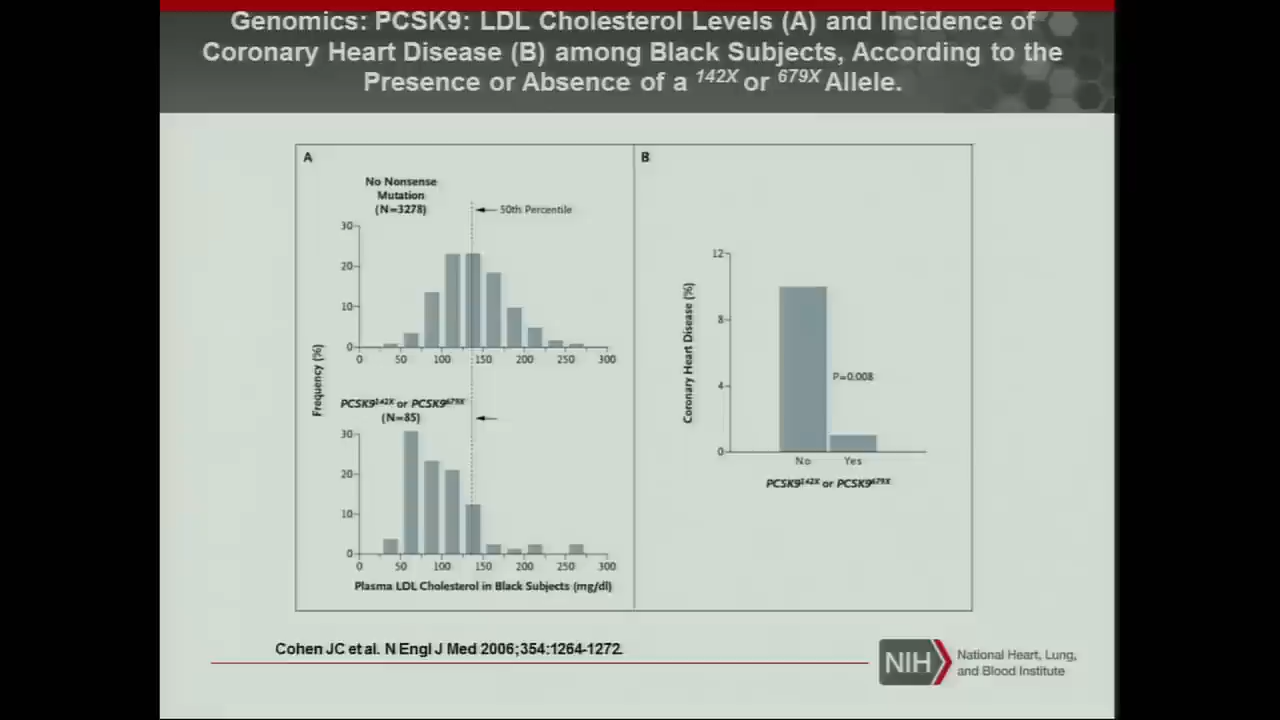 Genomics: PCSK9: LDL Cholesterol Levels (A) and Incidence of
Coronary Heart Disease (B) among Black Subjects, According to the
Presence or Absence of a 142X or 679X Allele.
A
No Nonsense
Mutation
(N=3278)
50th Percentile
30
20
10
0
0 50 100 150 200 250 300
Frequency (%)
PCSK9142X or PCSK9679X
(N=85)
30
20
10
0
0 50 100 150 200 250 300
Plasma LDL Cholesterol in Black Subjects (mg/dl)
B
12
8
4
0
Coronary Heart Disease (%)
P=0.008
No Yes
PCSK9142X or PCSK9679X
Cohen JC et al. N Engl J Med 2006;354:1264-1272.
NIH
National Heart, Lung,
and Blood Institute